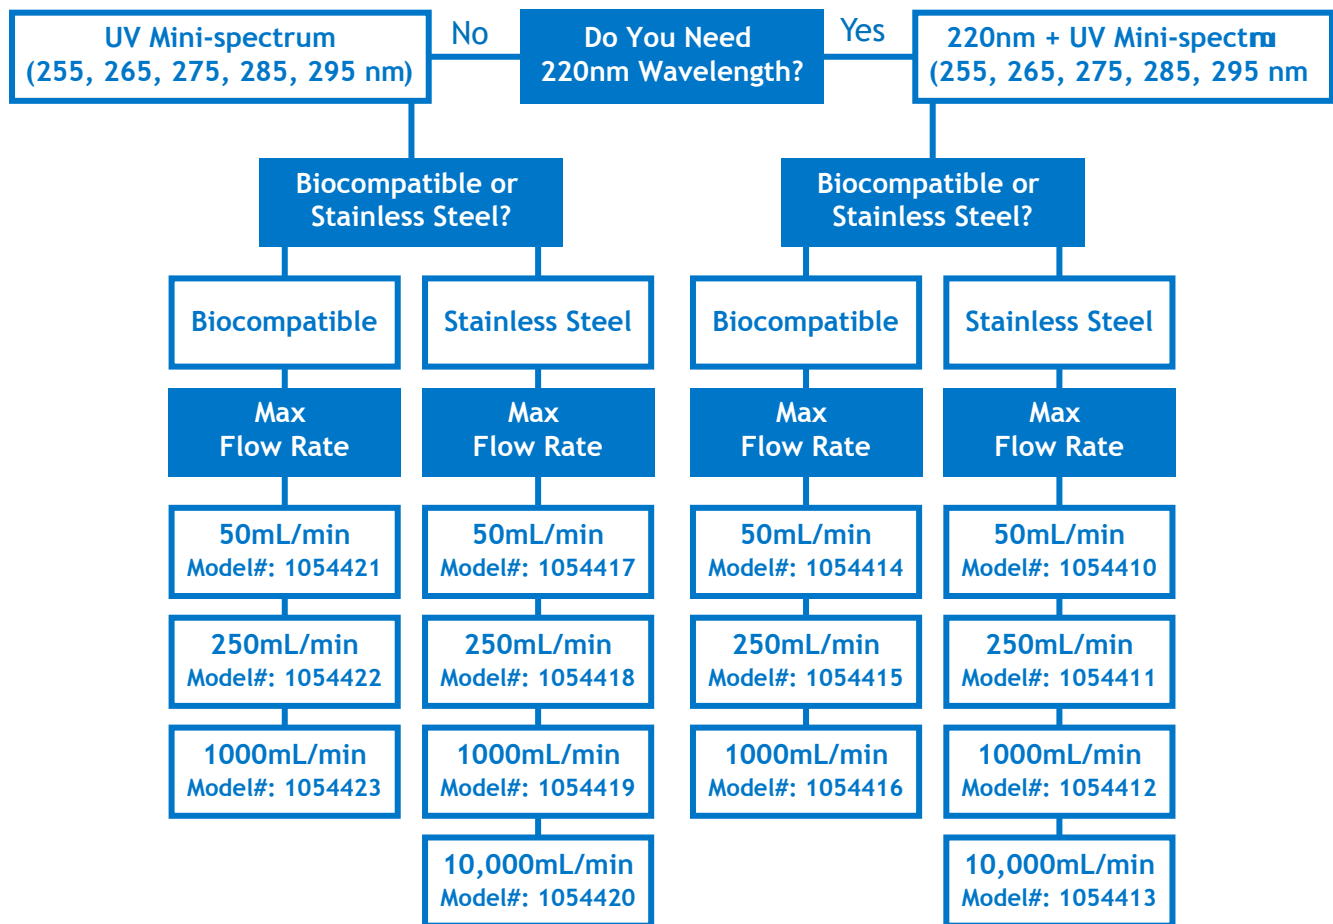 UV Mini-spectrum
(255, 265, 275, 285, 295 nm)
No
Do You Need
220nm Wavelength?
Yes
220nm + UV Mini-spectrum
(255, 265, 275, 285, 295 nm
Biocompatible or
Stainless Steel?
Biocompatible or
Stainless Steel?
Biocompatible
Stainless Steel
Biocompatible
Stainless Steel
Max
Flow Rate
Max
Flow Rate
Max
Flow Rate
Max
Flow Rate
50mL/min
Model#: 1054421
50mL/min
Model#: 1054417
50mL/min
Model#: 1054414
50mL/min
Model#: 1054410
250mL/min
Model#: 1054422
250mL/min
Model#: 1054418
250mL/min
Model#: 1054415
250mL/min
Model#: 1054411
1000mL/min
Model#: 1054423
1000mL/min
Model#: 1054419
1000mL/min
Model#: 1054416
1000mL/min
Model#: 1054412
10,000mL/min
Model#: 1054420
10,000mL/min
Model#: 1054413